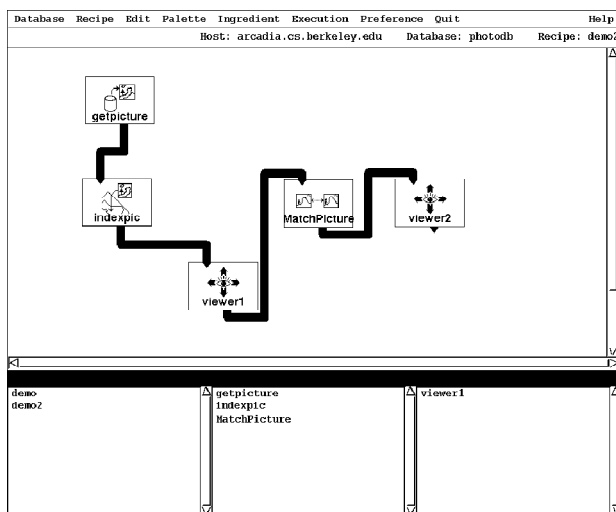 Database Recipe Edit Palette Ingredient Execution Preference Quit Help
Host: arcadia.cs.berkeley.edu Database: photodb Recipe: demo2
getpicture
indexpic
MatchPicture
viewer2
viewer1
demo
demo2
getpicture
indexpic
MatchPicture
viewer1